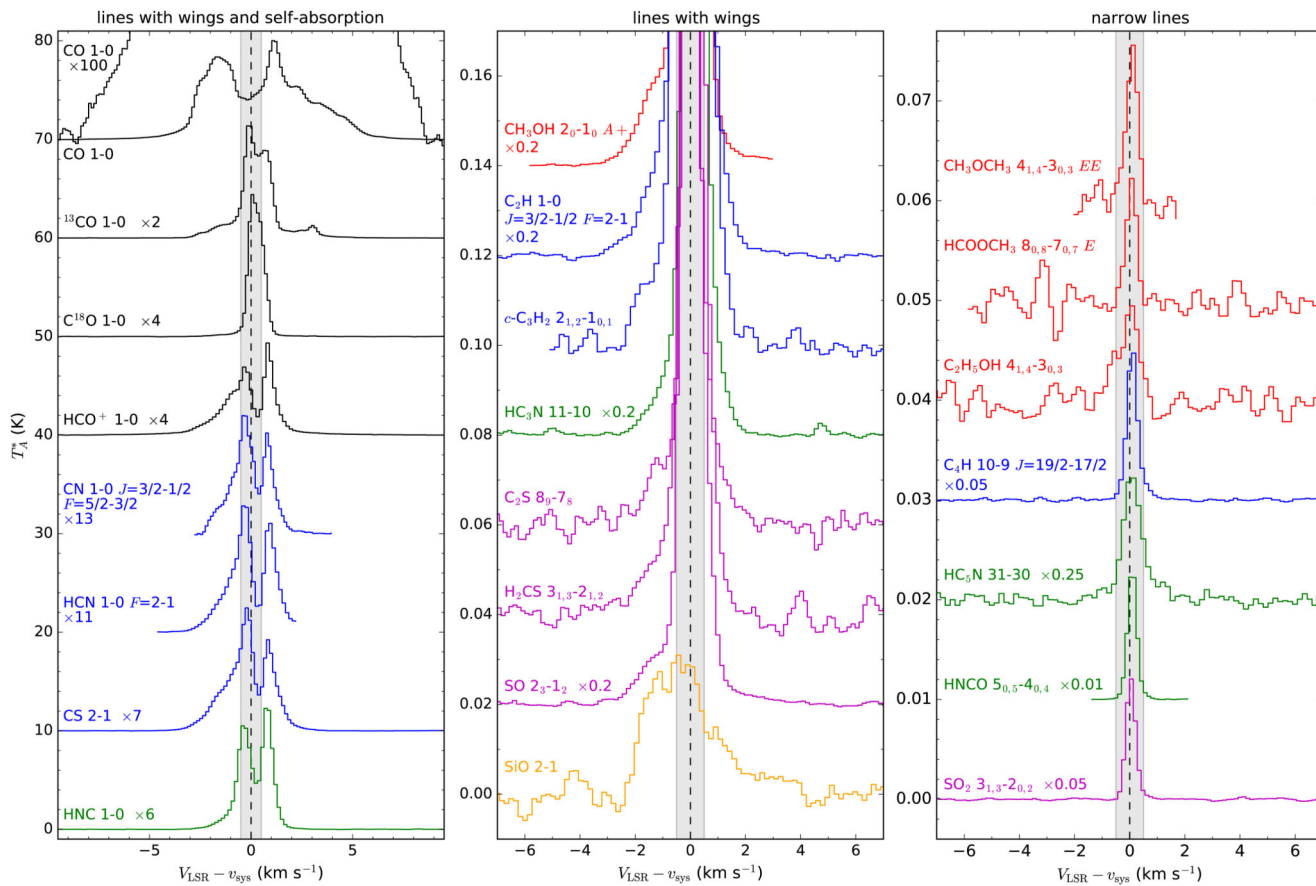 lines with wings and self-absorption
lines with wings
narrow lines
80
70
60
50
40
30
20
10
0
T*A (K)
CO 1-0
×100
CO 1-0
13CO 1-0 ×2
C18O 1-0 ×4
HCO+ 1-0 ×4
CN 1-0 J=3/2-1/2
F=5/2-3/2
×13
HCN 1-0 F=2-1
×11
CS 2-1 ×7
HNC 1-0 ×6
−5 0 5
VLSR − vsys (km s−1)
0.16
0.14
0.12
0.10
0.08
0.06
0.04
0.02
0.00
CH3OH 20-10 A+
×0.2
C2H 1-0
J=3/2-1/2 F=2-1
×0.2
c-C3H2 21,2-10,1
HC3N 11-10 ×0.2
C2S 89-78
H2CS 31,3-21,2
SO 23-12 ×0.2
SiO 2-1
−6 −4 −2 0 2 4 6
VLSR − vsys (km s−1)
0.07
0.06
0.05
0.04
0.03
0.02
0.01
0.00
CH3OCH3 41,4-30,3 EE
HCOOCH3 80,8-70,7 E
C2H5OH 41,4-30,3
C4H 10-9 J=19/2-17/2
×0.05
HC5N 31-30 ×0.25
HNCO 50,5-40,4 ×0.01
SO2 31,3-20,2 ×0.05
−6 −4 −2 0 2 4 6
VLSR − vsys (km s−1)